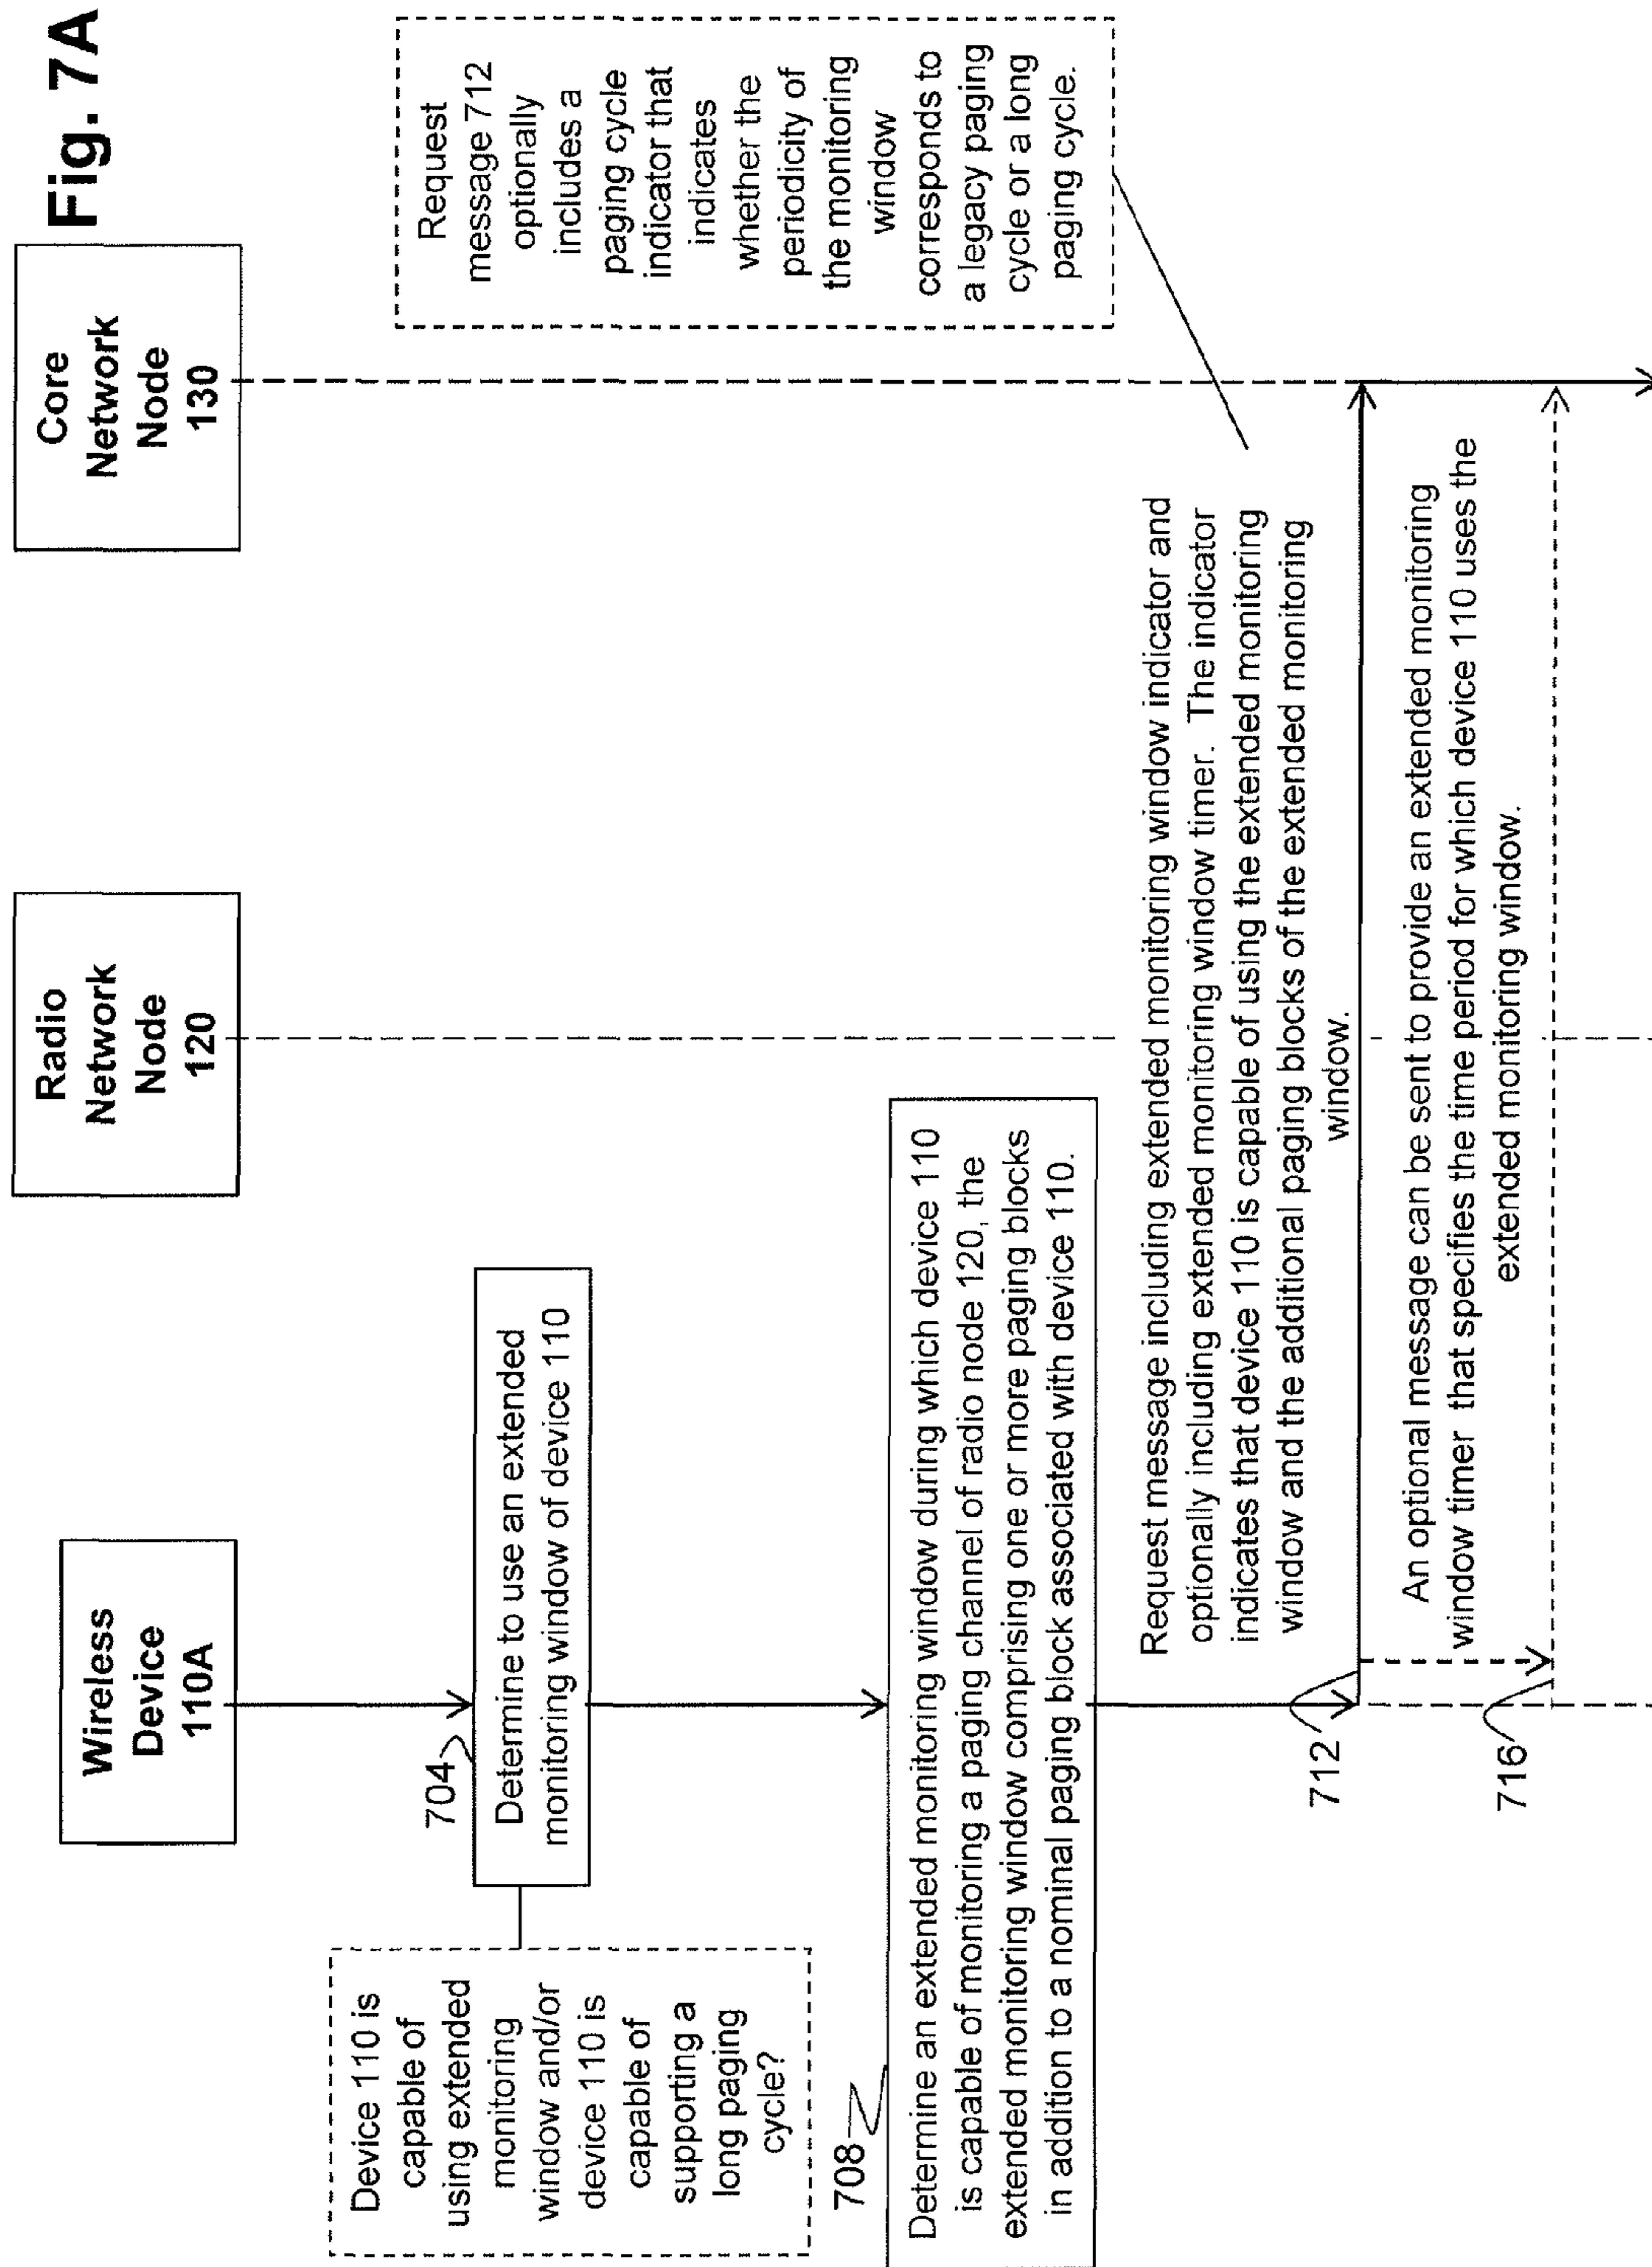 Fig. 7A
Wireless
Device
110A
Radio
Network
Node
120
Core
Network
Node
130
Device 110 is
capable of
using extended
monitoring
window and/or
device 110 is
capable of
supporting a
long paging
cycle?
704
Determine to use an extended
monitoring window of device 110
Request
message 712
optionally
includes a
paging cycle
indicator that
indicates
whether the
periodicity of
the monitoring
window
corresponds to
a legacy paging
cycle or a long
paging cycle.
708
Determine an extended monitoring window during which device 110
is capable of monitoring a paging channel of radio node 120, the
extended monitoring window comprising one or more paging blocks
in addition to a nominal paging block associated with device 110.
Request message including extended monitoring window indicator and
optionally including extended monitoring window timer. The indicator
indicates that device 110 is capable of using the extended monitoring
window and the additional paging blocks of the extended monitoring
window.
712
An optional message can be sent to provide an extended monitoring
window timer that specifies the time period for which device 110 uses the
extended monitoring window.
716